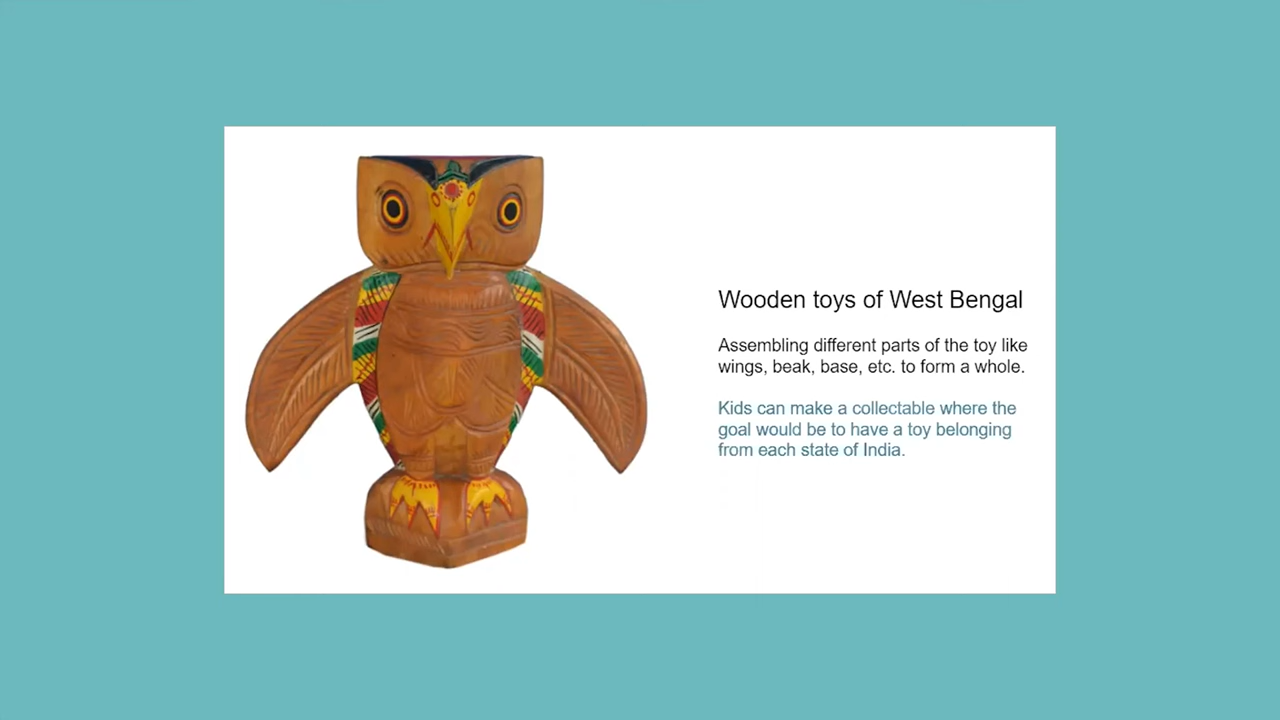 Wooden toys of West Bengal
Assembling different parts of the toy like
wings, beak, base, etc. to form a whole.
Kids can make a collectable where the
goal would be to have a toy belonging
from each state of India.